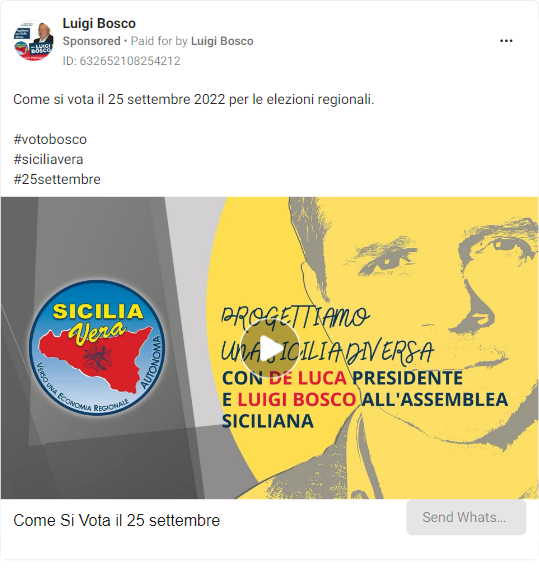 Luigi Bosco
Sponsored • Paid for by Luigi Bosco
ID: 632652108254212
Come si vota il 25 settembre 2022 per le elezioni regionali.
#votobosco
#siciliavera
#25settembre
SICILIA
Vera
VERSO UNA ECONOMIA REGIONALE
AUTONOMIA
PROGETTIAMO
UNA SICILIA DIVERSA
CON DE LUCA PRESIDENTE
E LUIGI BOSCO ALL'ASSEMBLEA
SICILIANA
Come Si Vota il 25 settembre
Send Whats...